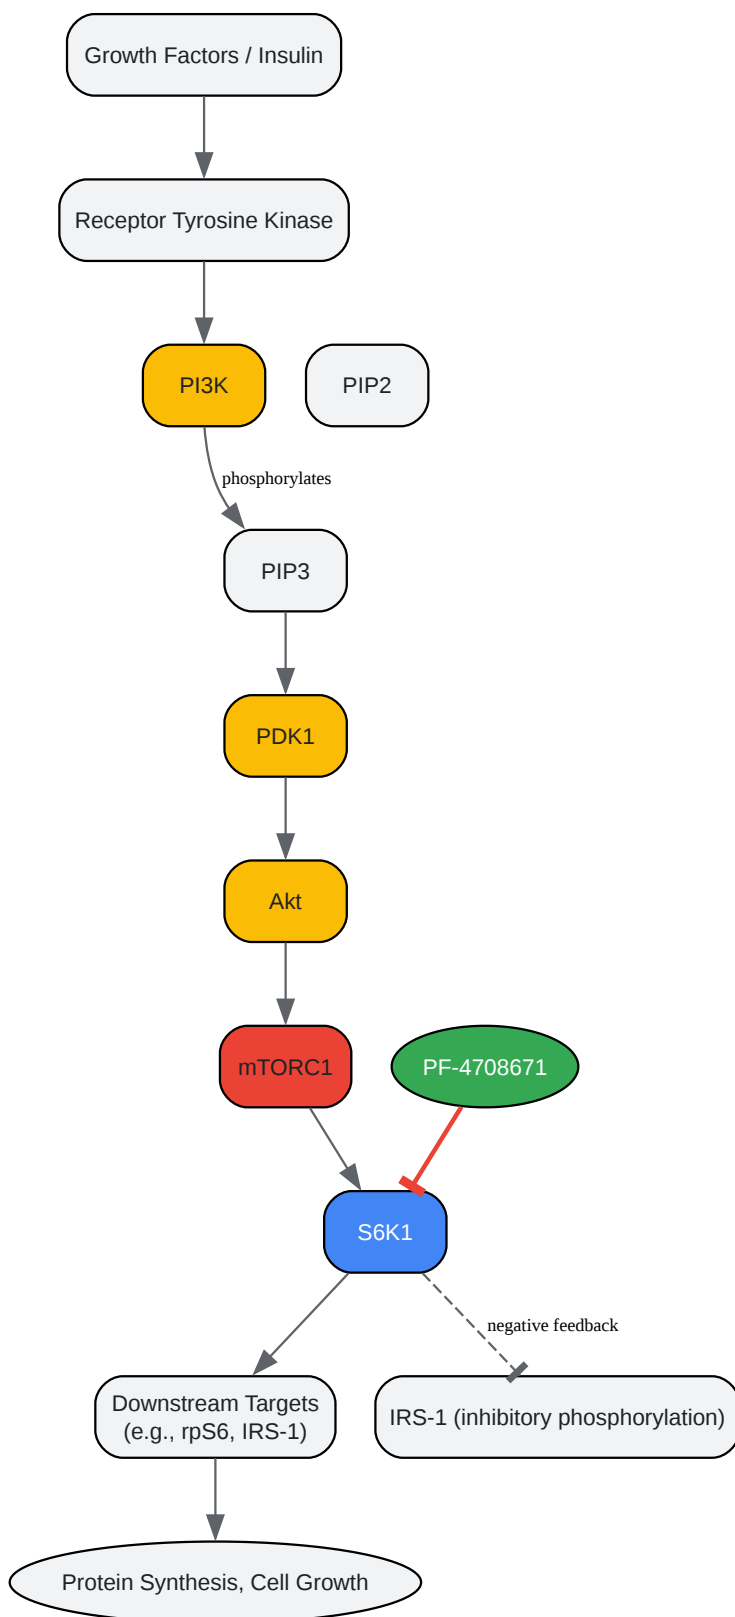 Growth Factors / Insulin
Receptor Tyrosine Kinase
PI3K
PIP2
phosphorylates
PIP3
PDK1
Akt
mTORC1
PF-4708671
S6K1
negative feedback
Downstream Targets
(e.g., rpS6, IRS-1)
IRS-1 (inhibitory phosphorylation)
Protein Synthesis, Cell Growth